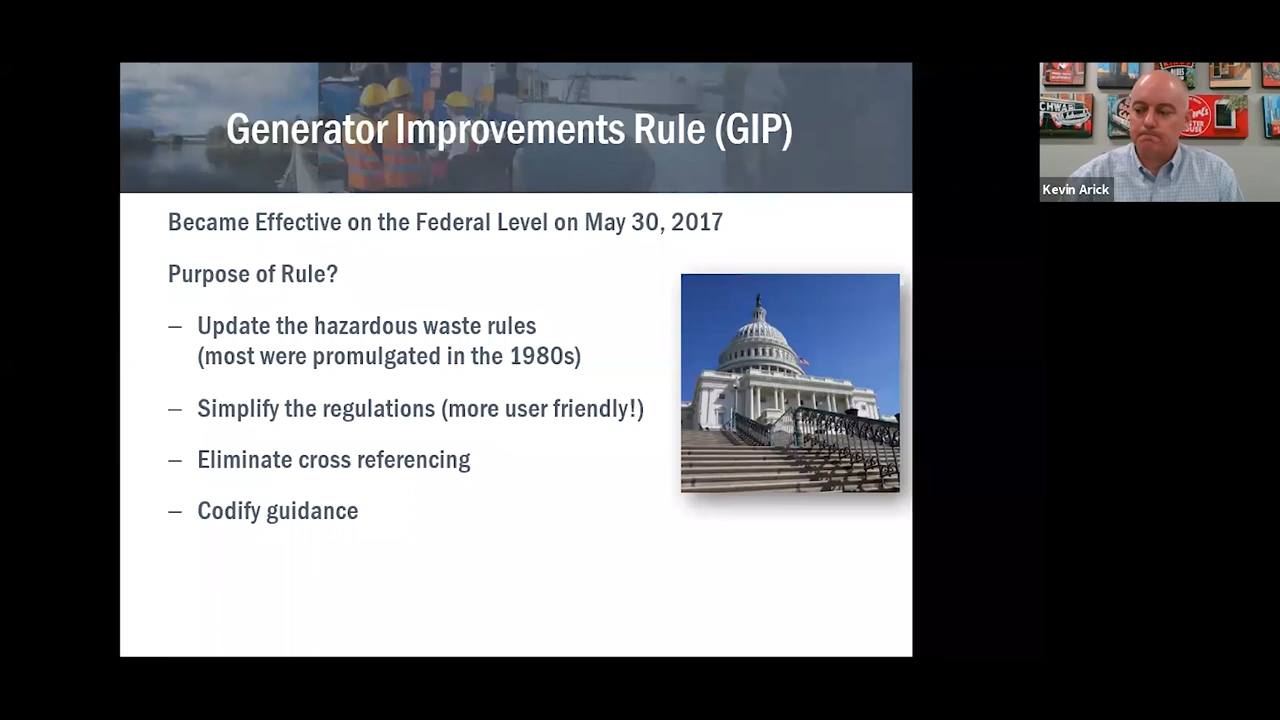 Generator Improvements Rule (GIP)
Became Effective on the Federal Level on May 30, 2017
Purpose of Rule?
– Update the hazardous waste rules
(most were promulgated in the 1980s)
– Simplify the regulations (more user friendly!)
– Eliminate cross referencing
– Codify guidance
Kevin Arick